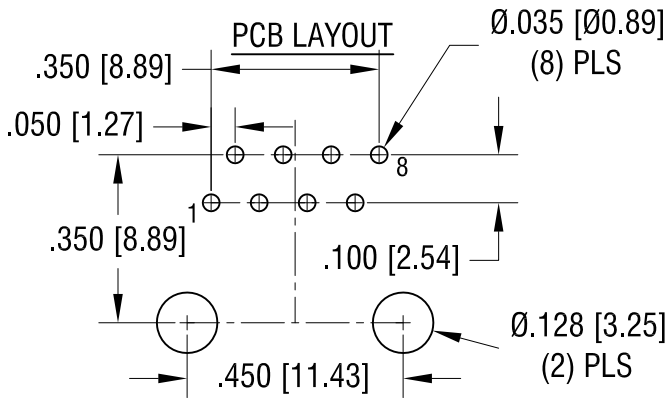 PCB LAYOUT
Ø.035 [Ø0.89]
(8) PLS
.350 [8.89]
.050 [1.27]
8
1
.350 [8.89]
.100 [2.54]
Ø.128 [3.25]
(2) PLS
.450 [11.43]